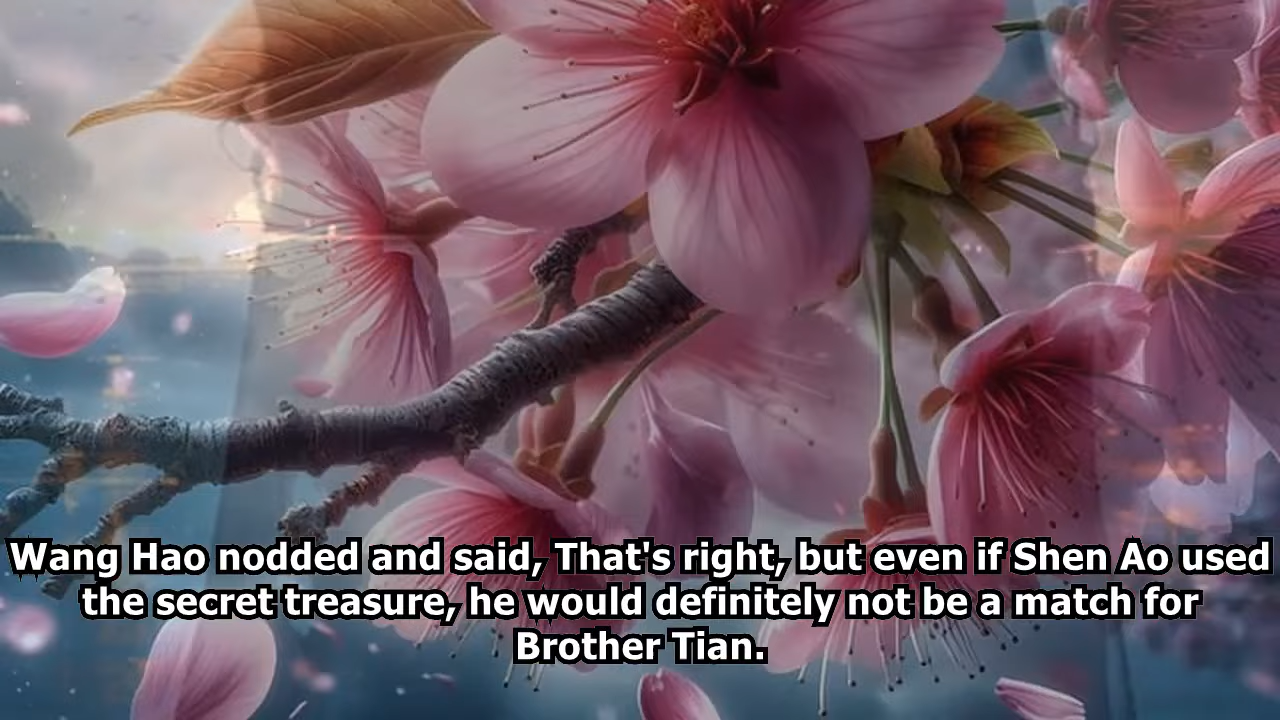 Wang Hao nodded and said, That's right, but even if Shen Ao used
the secret treasure, he would definitely not be a match for
Brother Tian.